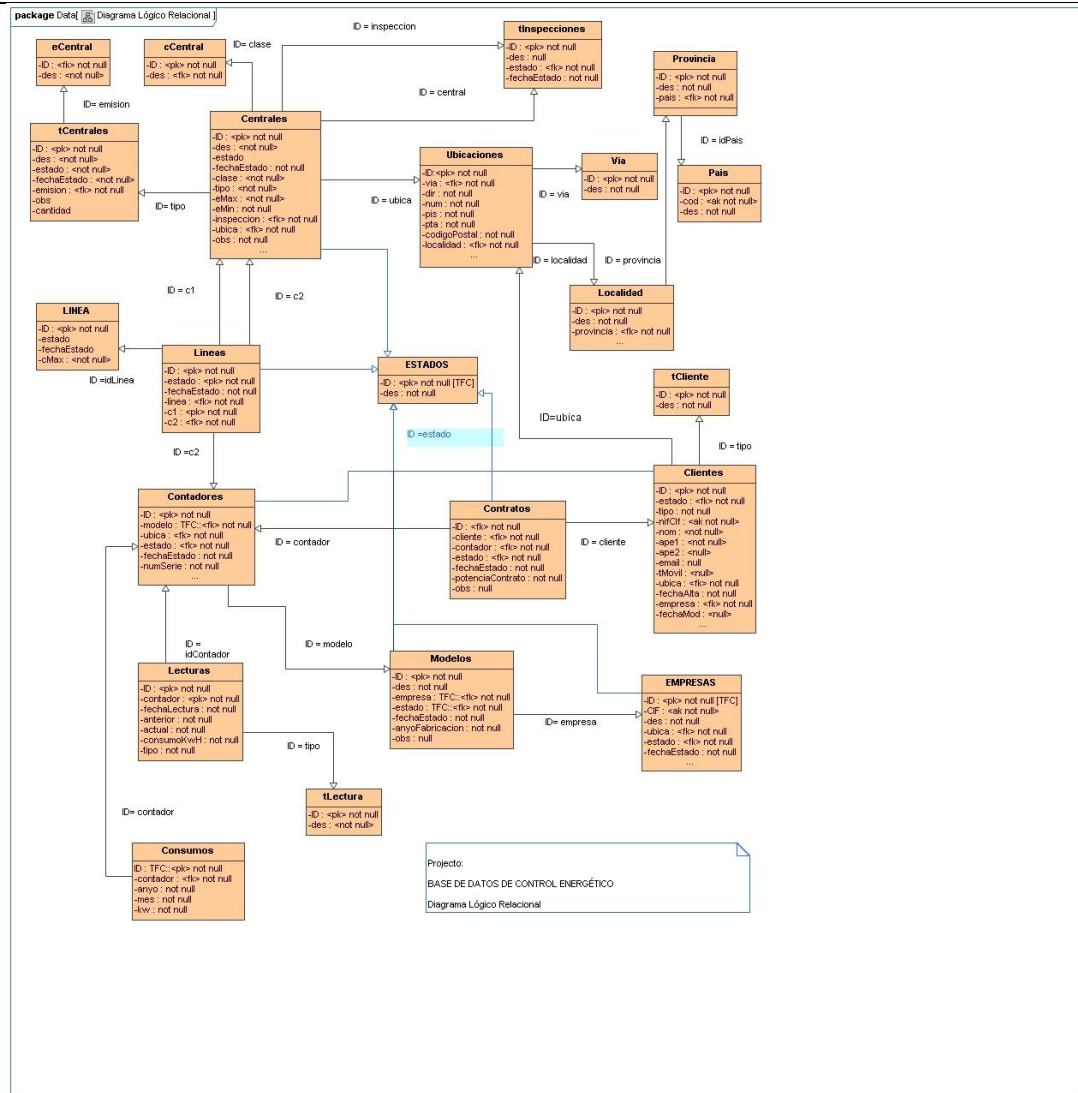 package Data[ Diagrama Lógico Relacional ]
eCentral
-ID : <fk> not null
-des : <not null>
cCentral
-ID : <pk> not null
-des : <fk> not null
ID= clase
ID = inspeccion
tInspecciones
-ID : <pk> not null
-des : null
-estado : <fk> not null
-fechaEstado : not null
Provincia
-ID : <pk> not null
-des : not null
-pais : <fk> not null
ID= emision
ID = central
tCentrales
-ID : <pk> not null
-des : <not null>
-estado : <not null>
-fechaEstado : <not null>
-emision : <fk> not null
-obs
-cantidad
ID= tipo
Centrales
-ID : <pk> not null
-des : <not null>
-estado
-fechaEstado : not null
-clase : <not null>
-tipo : <not null>
-eMax : <not null>
-eMin : not null
-inspeccion : <fk> not null
-ubica : <fk> not null
-obs : not null
...
ID = ubica
Ubicaciones
-ID:<pk> not null
-via : <fk> not null
-dir : not null
-num : not null
-pis : not null
-pta : not null
-codigoPostal : not null
-localidad : <fk> not null
...
Via
-ID : <pk> not null
-des : not null
ID = via
ID = idPais
Pais
-ID : <pk> not null
-cod : <ak not null>
-des : not null
ID = localidad
ID = provincia
Localidad
-ID : <pk> not null
-des : not null
-provincia : <fk> not null
...
ID = c1
ID = c2
LINEA
-ID : <pk> not null
-estado
-fechaEstado
-cMax : <not null>
ID =idLinea
Lineas
-ID : <pk> not null
-estado : <pk> not null
-fechaEstado : not null
-linea : <fk> not null
-c1 : <pk> not null
-c2 : <fk> not null
ESTADOS
-ID : <pk> not null [TFC]
-des : not null
ID =estado
tCliente
-ID : <pk> not null
-des : not null
ID=ubica
ID = tipo
ID =c2
Contadores
-ID : <pk> not null
-modelo : TFC::<fk> not null
-ubica : <fk> not null
-estado : <fk> not null
-fechaEstado : not null
-numSerie : not null
...
ID = contador
Contratos
-ID : <fk> not null
-cliente : <fk> not null
-contador : <fk> not null
-estado : <fk> not null
-fechaEstado : not null
-potenciaContrato : not null
-obs : null
ID = cliente
Clientes
-ID : <pk> not null
-estado : <fk> not null
-tipo : not null
-nifCIf : <ak not null>
-nom : <not null>
-ape1 : <not null>
-ape2 : <null>
-email : null
-tMovil : <null>
-ubica : <fk> not null
-fechaAlta : not null
-empresa : <fk> not null
-fechaMod : <null>
...
ID =
idContador
ID = modelo
Lecturas
-ID : <pk> not null
-contador : <pk> not null
-fechaLectura : not null
-anterior : not null
-actual : not null
-consumoKwH : not null
-tipo : not null
Modelos
-ID : <pk> not null
-des : not null
-empresa : TFC::<fk> not null
-estado : TFC::<fk> not null
-fechaEstado : not null
-anyoFabricacion : not null
-obs : null
ID= empresa
EMPRESAS
-ID : <pk> not null [TFC]
-CIF : <ak not null>
-des : not null
-ubica : <fk> not null
-estado : <fk> not null
-fechaEstado : not null
...
ID = tipo
tLectura
-ID : <pk> not null
-des : <not null>
ID= contador
Consumos
ID : TFC::<pk> not null
-contador : <fk> not null
-anyo : not null
-mes : not null
-kw : not null
Projecto:
BASE DE DATOS DE CONTROL ENERGÉTICO
Diagrama Lógico Relacional